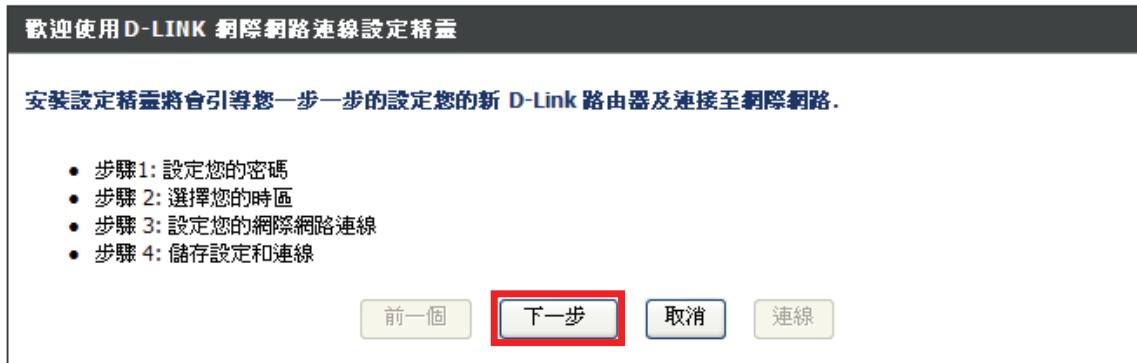 歡迎使用D-LINK 網際網路連線設定精靈
安裝設定精靈將會引導您一步一步的設定您的新 D-Link 路由器及連接至網際網路.
● 步驟1: 設定您的密碼
● 步驟 2: 選擇您的時區
● 步驟 3: 設定您的網際網路連線
● 步驟 4: 儲存設定和連線
前一個 下一步 取消 連線